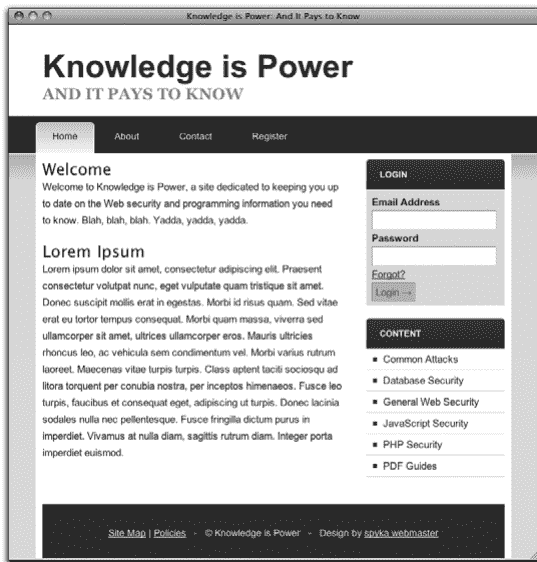 Knowledge is Power: And It Pays to Know
Knowledge is Power
AND IT PAYS TO KNOW
Home
About
Contact
Register
Welcome
Welcome to Knowledge is Power, a site dedicated to keeping you up
to date on the Web security and programming information you need
to know. Blah, blah, blah. Yadda, yadda, yadda.
Lorem Ipsum
Lorem ipsum dolor sit amet, consectetur adipiscing elit. Praesent
consectetur volutpat nunc, eget vulputate quam tristique sit amet.
Donec suscipit mollis erat in egestas. Morbi id risus quam. Sed vitae
erat eu tortor tempus consequat. Morbi quam massa, viverra sed
ullamcorper sit amet, ultrices ullamcorper eros. Mauris ultricies
rhoncus leo, ac vehicula sem condimentum vel. Morbi varius rutrum
laoreet. Maecenas vitae turpis turpis. Class aptent taciti sociosqu ad
litora torquent per conubia nostra, per inceptos himenaeos. Fusce leo
turpis, faucibus et consequat eget, adipiscing ut turpis. Donec lacinia
sodales nulla nec pellentesque. Fusce fringilla dictum purus in
imperdiet. Vivamus at nulla diam, sagittis rutrum diam. Integer porta
imperdiet euismod.
LOGIN
Email Address
Password
Forgot?
Login →
CONTENT
Common Attacks
Database Security
General Web Security
JavaScript Security
PHP Security
PDF Guides
Site Map | Policies - © Knowledge is Power - Design by spyka webmaster